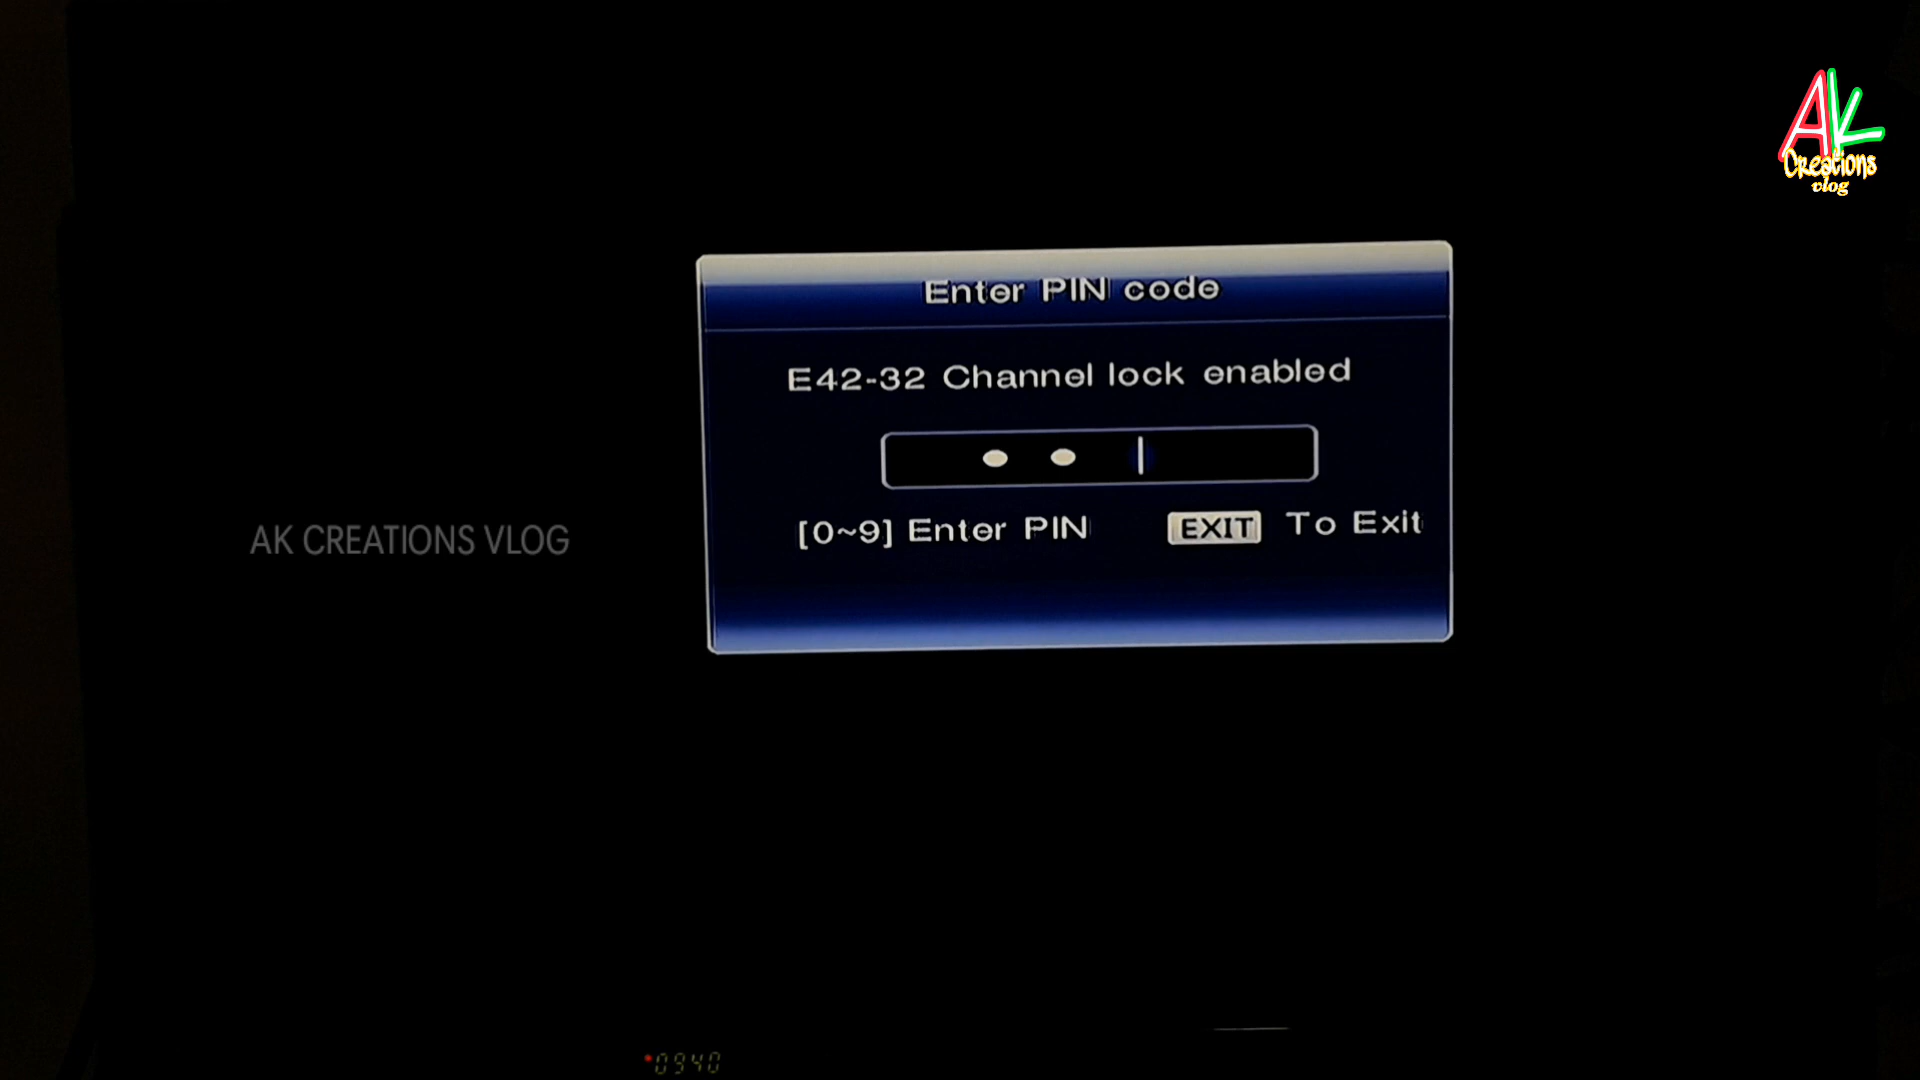 AK
Creations
vlog
Enter PIN code
E42-32 Channel lock enabled
[0~9] Enter PIN EXIT To Exit
AK CREATIONS VLOG
0940